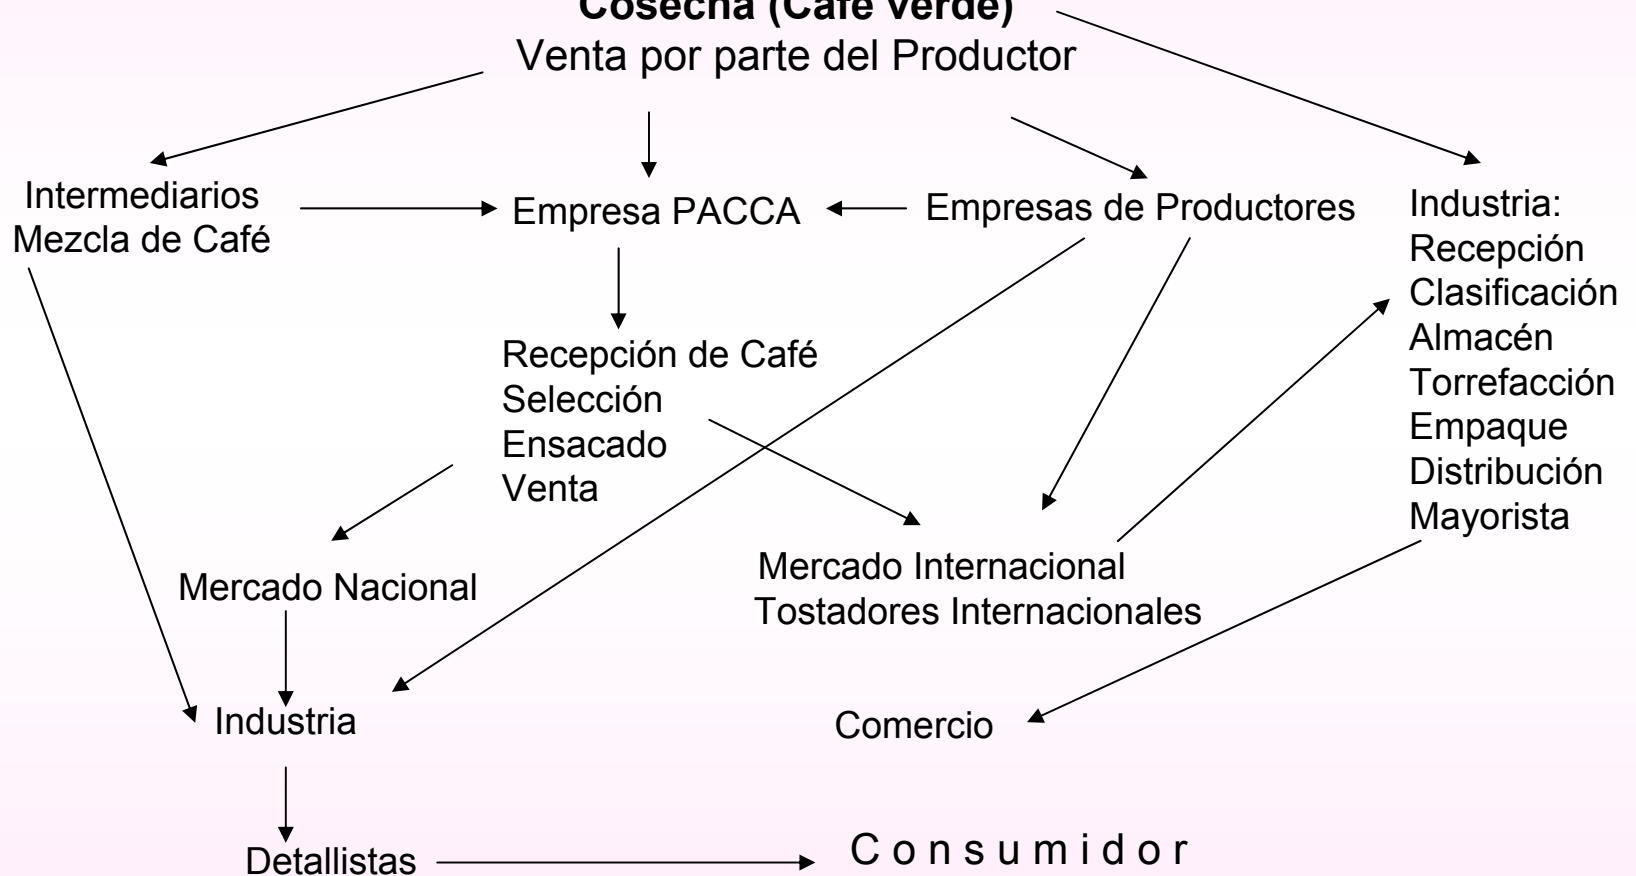 Cosecha (Café verde)
Venta por parte del Productor
Intermediarios
Mezcla de Café
Empresa PACCA
Empresas de Productores
Industria:
Recepción
Clasificación
Almacén
Torrefacción
Empaque
Distribución
Mayorista
Recepción de Café
Selección
Ensacado
Venta
Mercado Nacional
Mercado Internacional
Tostadores Internacionales
Industria
Comercio
Detallistas
Consumidor